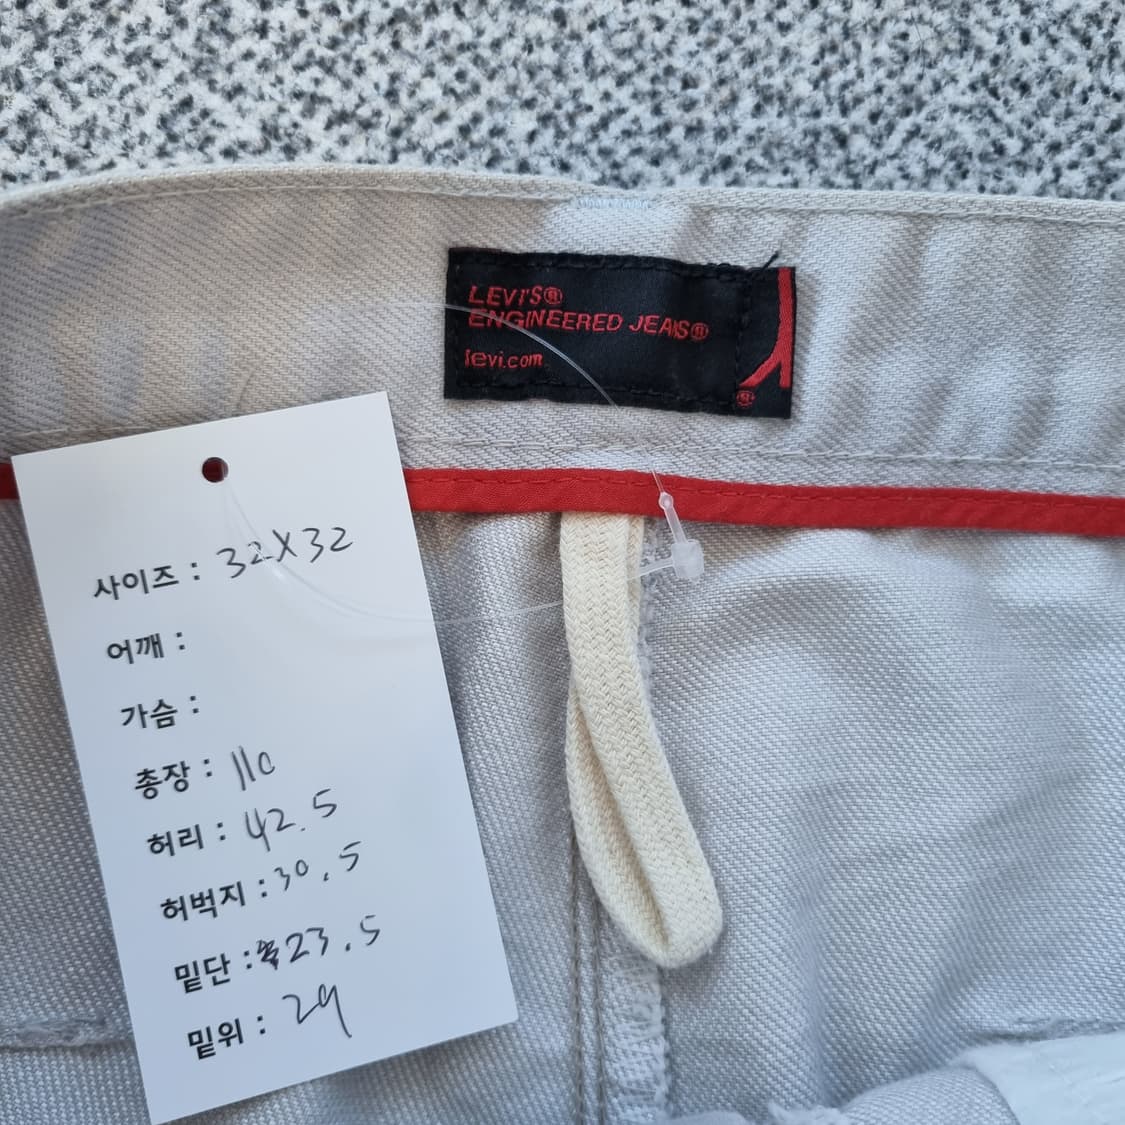 LEVI'S®
ENGINEERED JEANS®
levi.com
®
사이즈 : 32X32
어깨 :
가슴 :
총장 : 110
허리 : 42.5
허벅지 : 30.5
밑단 : 23.5
밑위 : 29